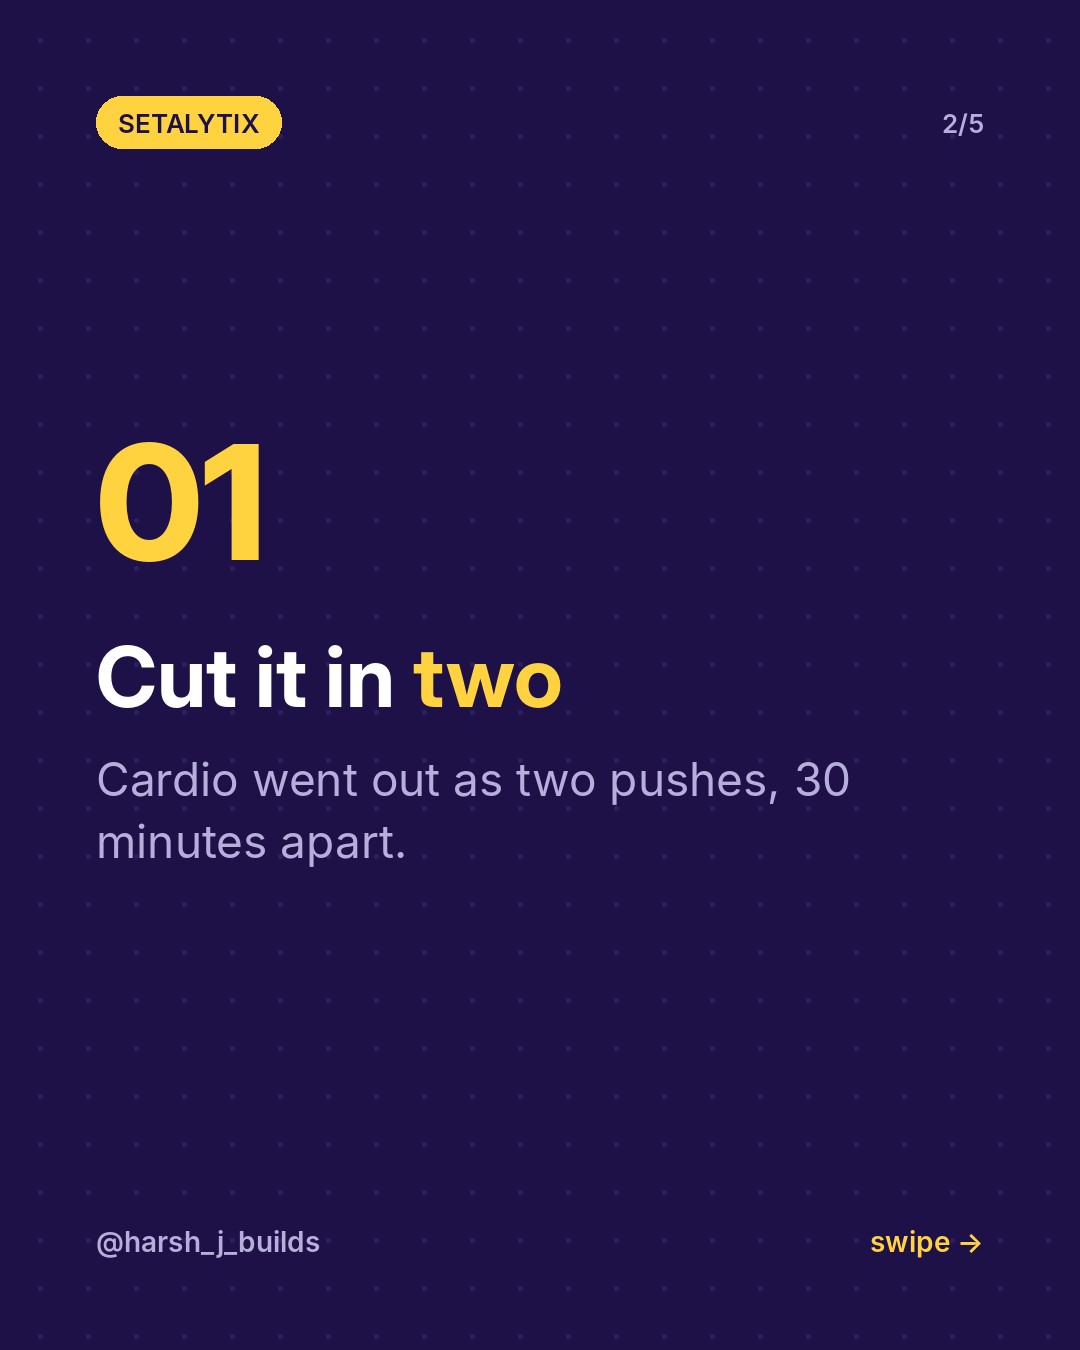 SETALYTIX
2/5
01
Cut it in two
Cardio went out as two pushes, 30
minutes apart.
@harsh_j_builds
swipe →